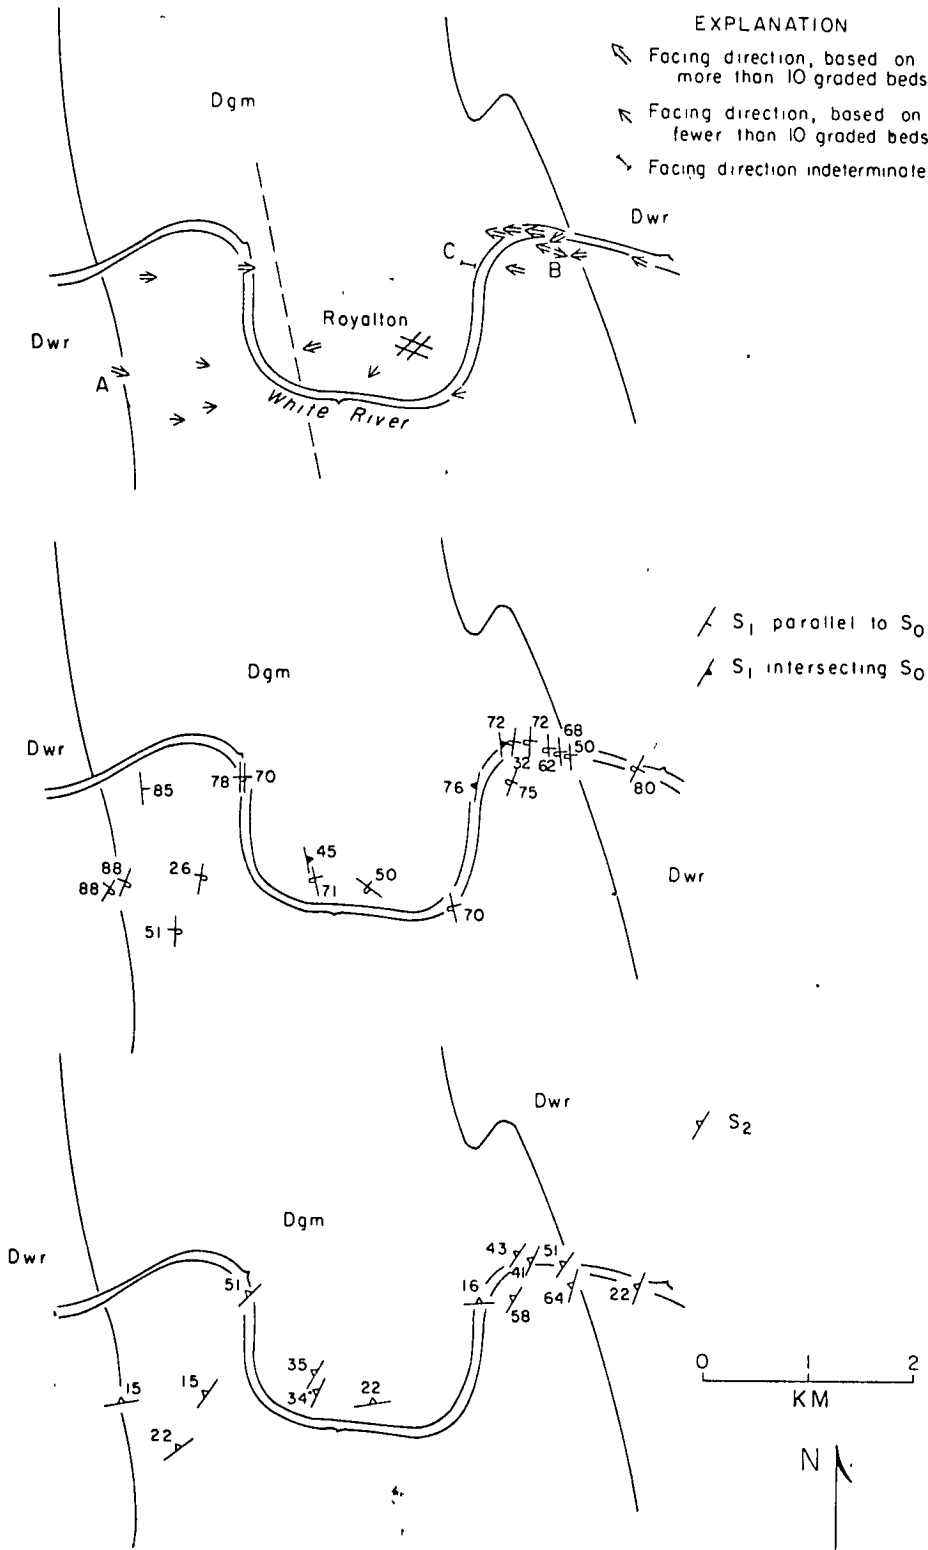 EXPLANATION
Facing direction, based on
more than 10 graded beds
Facing direction, based on
fewer than 10 graded beds
Facing direction indeterminate
Dgm
Dwr
C
B
Royalton
Dwr
A
White River
S1 parallel to S0
S1 intersecting S0
Dgm
Dwr
72
72
68
50
32
62
78
70
85
76
75
80
88
88
26
45
71
50
Dwr
51
70
Dwr
S2
Dgm
Dwr
43
51
41
51
16
58
64
22
35
34
15
15
22
22
0 1 2
KM
N